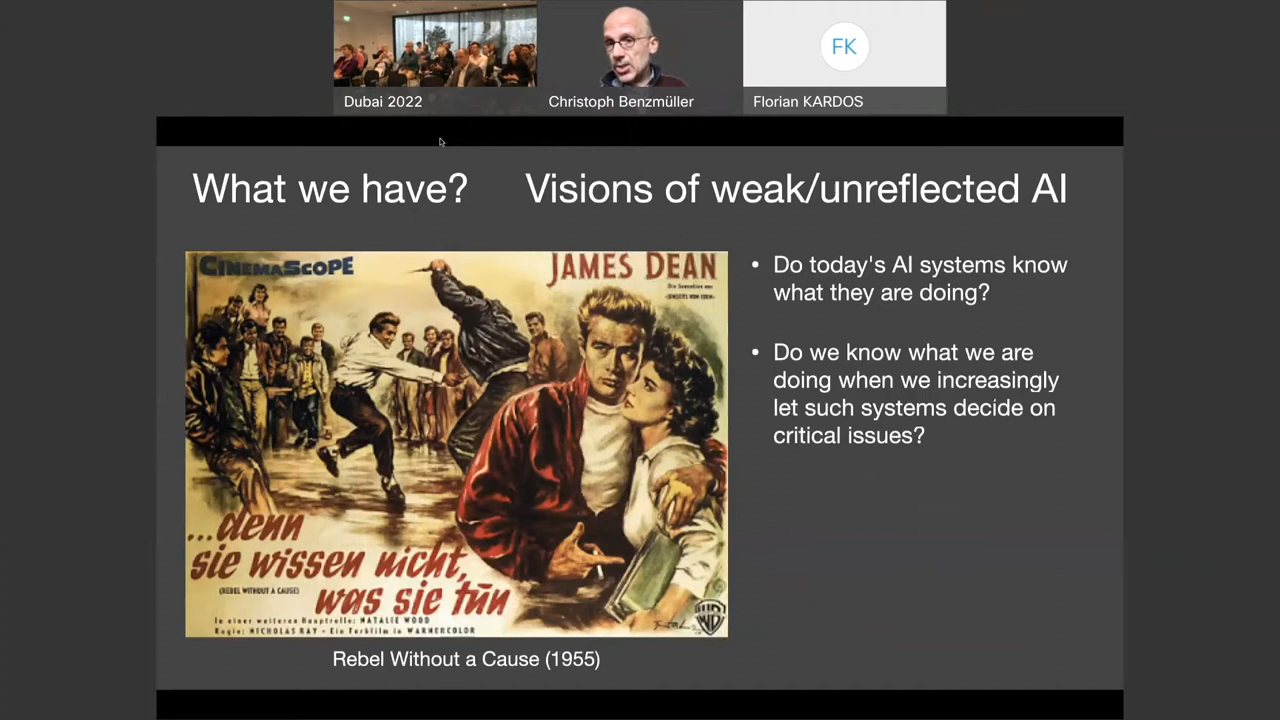 Dubai 2022
Christoph Benzmüller
FK
Florian KARDOS
What we have? Visions of weak/unreflected AI
CINEMASCOPE
JAMES DEAN
Die Sensation aus
«JENSEITS VON EDEN»
...denn
sie wissen nicht,
(REBEL WITHOUT A CAUSE)
was sie tun
In einer weiteren Hauptrolle: NATALIE WOOD
Regie: NICHOLAS RAY - Ein Farbfilm in WARNERCOLOR
WB
Rebel Without a Cause (1955)
• Do today's AI systems know
what they are doing?
• Do we know what we are
doing when we increasingly
let such systems decide on
critical issues?